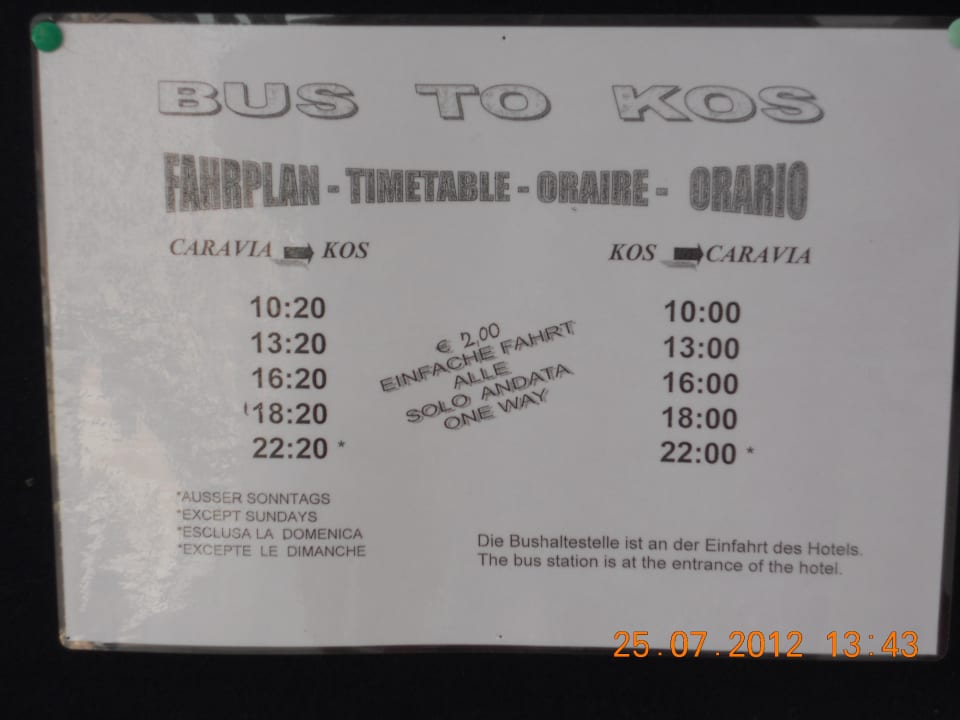 BUS TO KOS
FAHRPLAN - TIMETABLE - ORAIRE - ORARIO
CARAVIA KOS
10:20
13:20
16:20
18:20
22:20 *
€ 2,00
EINFACHE FAHRT
ALLE
SOLO ANDATA
ONE WAY
KOS CARAVIA
10:00
13:00
16:00
18:00
22:00 *
*AUSSER SONNTAGS
*EXCEPT SUNDAYS
*ESCLUSA LA DOMENICA
*EXCEPTE LE DIMANCHE
Die Bushaltestelle ist an der Einfahrt des Hotels.
The bus station is at the entrance of the hotel.
25.07.2012 13:43